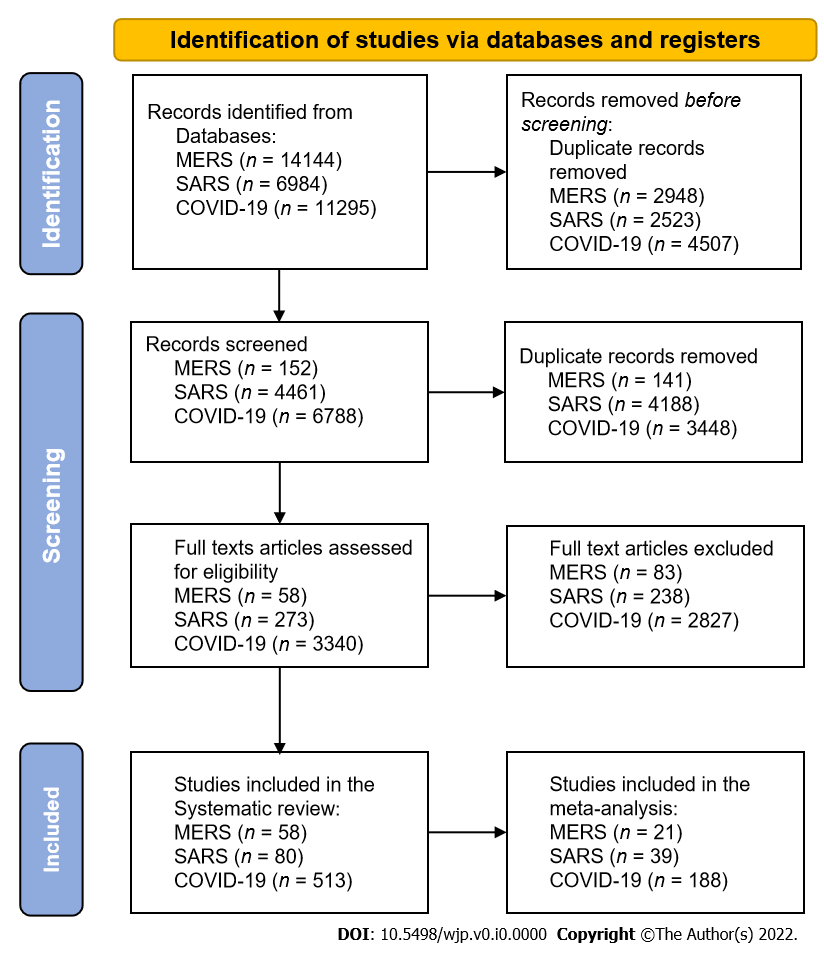 Identification of studies via databases and registers
Identification
Records identified from
Databases:
MERS (n = 14144)
SARS (n = 6984)
COVID-19 (n = 11295)
Records removed before
screening:
Duplicate records
removed
MERS (n = 2948)
SARS (n = 2523)
COVID-19 (n = 4507)
Screening
Records screened
MERS (n = 152)
SARS (n = 4461)
COVID-19 (n = 6788)
Duplicate records removed
MERS (n = 141)
SARS (n = 4188)
COVID-19 (n = 3448)
Full texts articles assessed
for eligibility
MERS (n = 58)
SARS (n = 273)
COVID-19 (n = 3340)
Full text articles excluded
MERS (n = 83)
SARS (n = 238)
COVID-19 (n = 2827)
Included
Studies included in the
Systematic review:
MERS (n = 58)
SARS (n = 80)
COVID-19 (n = 513)
Studies included in the
meta-analysis:
MERS (n = 21)
SARS (n = 39)
COVID-19 (n = 188)
DOI: 10.5498/wjp.v0.i0.0000 Copyright ©The Author(s) 2022.